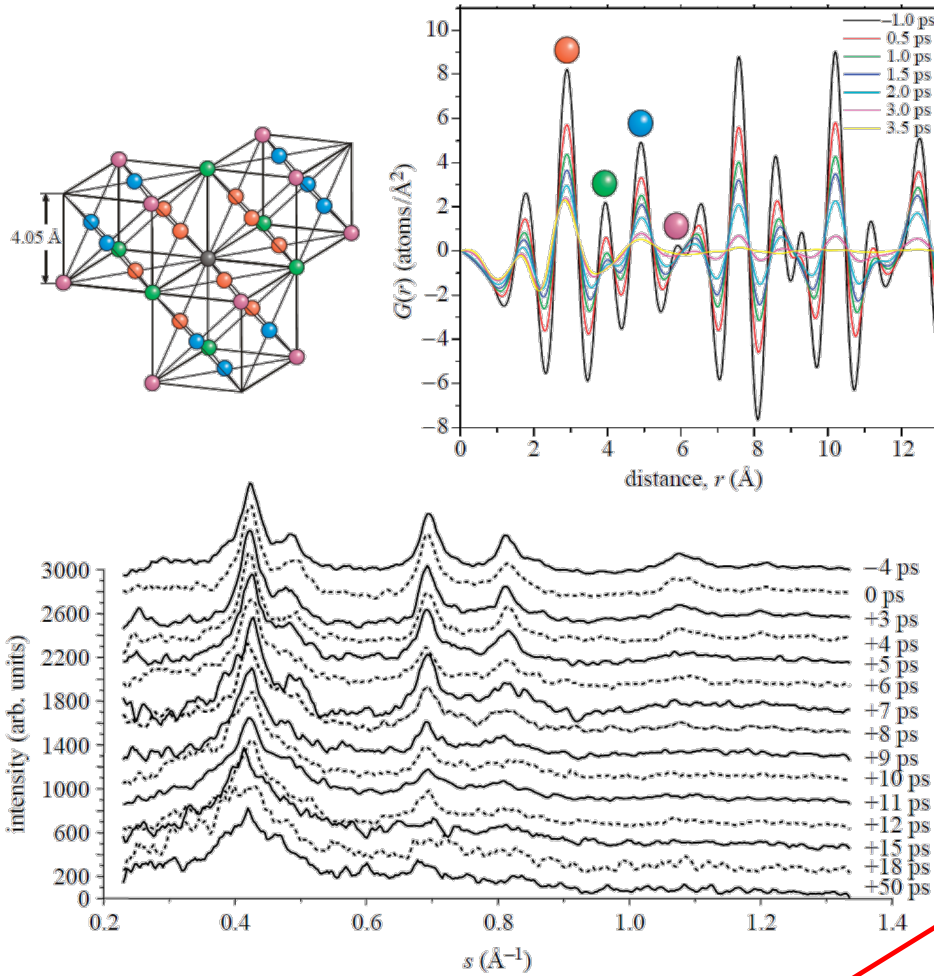 4.05 Å
G(r) (atoms/Å²)
10
8
6
4
2
0
−2
−4
−6
−8
0 2 4 6 8 10 12
distance, r (Å)
−1.0 ps
0.5 ps
1.0 ps
1.5 ps
2.0 ps
3.0 ps
3.5 ps
intensity (arb. units)
3000
2600
2200
1800
1400
1000
600
200
0
0.2 0.4 0.6 0.8 1.0 1.2 1.4
s (Å⁻¹)
−4 ps
0 ps
+3 ps
+4 ps
+5 ps
+6 ps
+7 ps
+8 ps
+9 ps
+10 ps
+11 ps
+12 ps
+15 ps
+18 ps
+50 ps